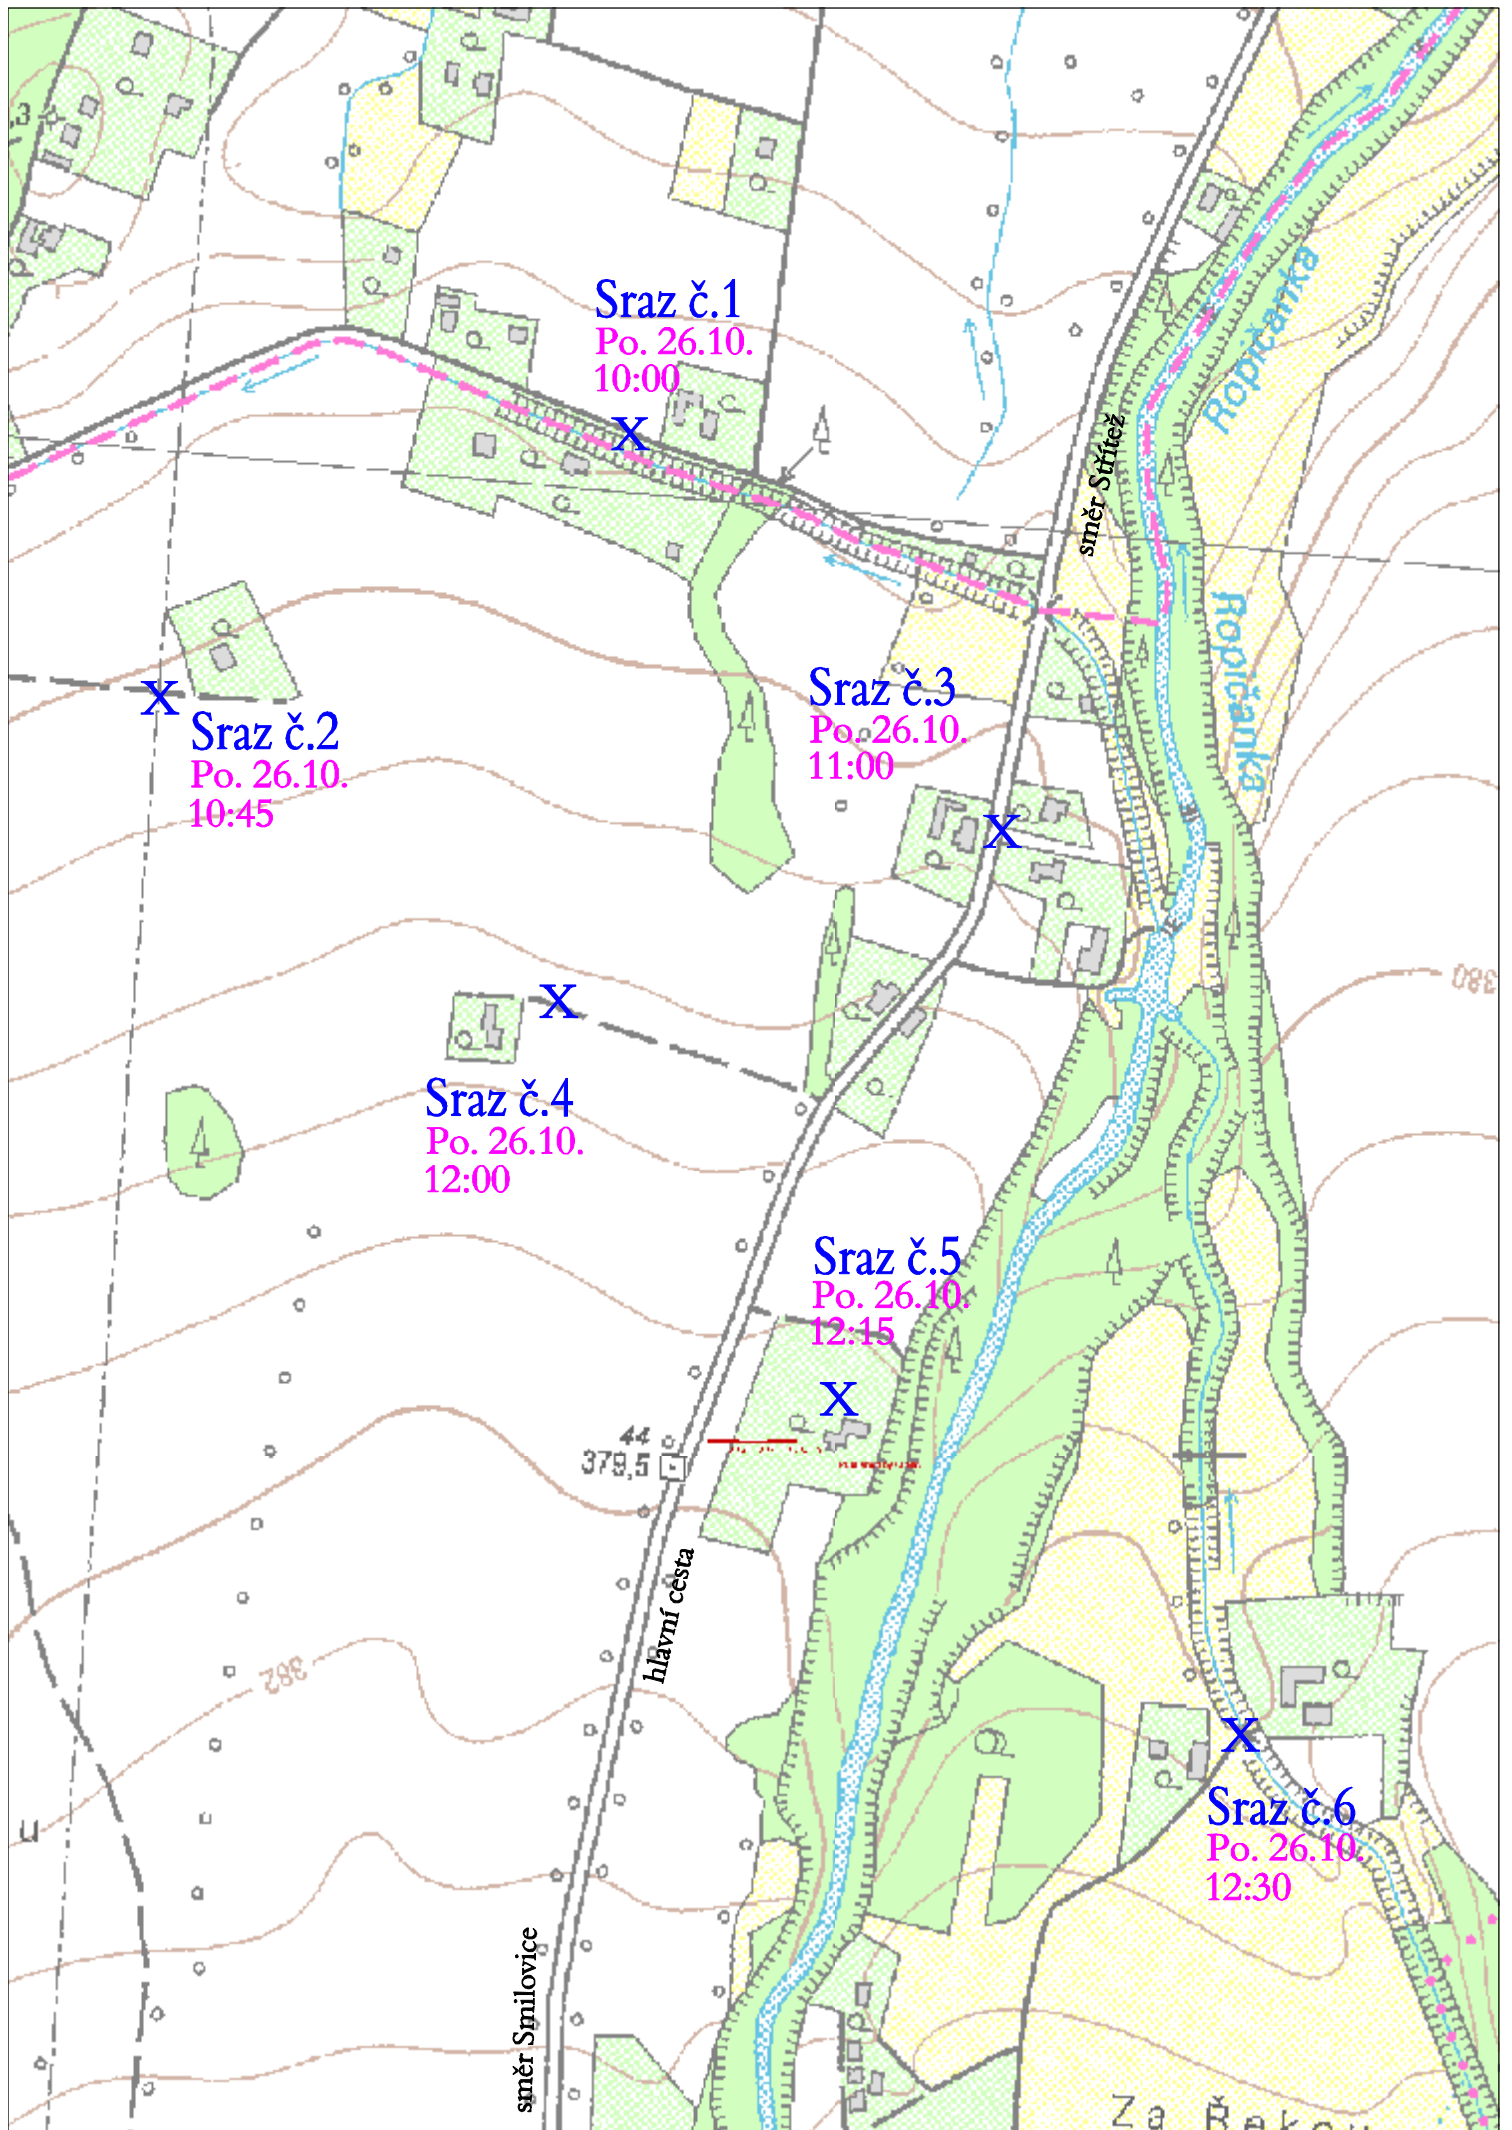 ,3
Sraz č.1
Po. 26.10.
10:00
Ropičanka
směr Střítež
Ropičanka
Sraz č.2
Po. 26.10.
10:45
Sraz č.3
Po. 26.10.
11:00
X
X
X
X
380
Sraz č.4
Po. 26.10.
12:00
Sraz č.5
Po. 26.10.
12:15
X
44
379,5
hlavní cesta
382
X
u
Sraz č.6
Po. 26.10.
12:30
směr Smilovice
Za Řekou